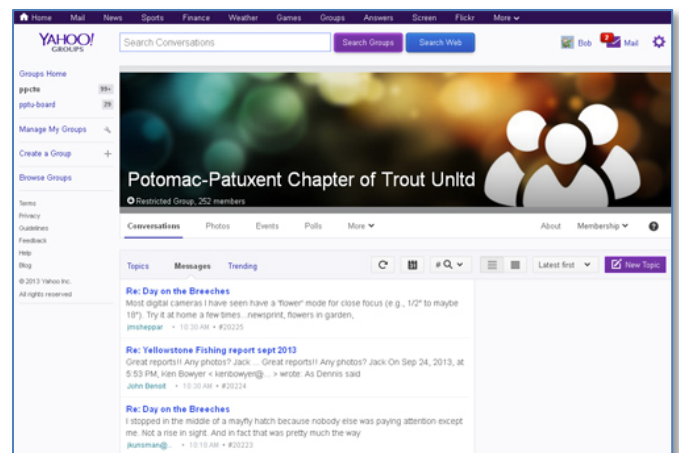 Home Mail News Sports Finance Weather Games Groups Answers Screen Flickr More
YAHOO!
GROUPS
Search Conversations
Search Groups
Search Web
Bob
2
Mail
Groups Home
ppctu 99+
pptu-board 29
Manage My Groups
Create a Group
Browse Groups
Terms
Privacy
Guidelines
Feedback
Help
Blog
© 2013 Yahoo Inc.
All rights reserved
Potomac-Patuxent Chapter of Trout Unltd
Restricted Group, 252 members
Conversations Photos Events Polls More About Membership
Topics Messages Trending # Latest first New Topic
Re: Day on the Breeches
Most digital cameras I have seen have a "flower" mode for close focus (e.g., 1/2" to maybe
18"). Try it at home a few times...newsprint, flowers in garden,
jmsheppar • 10:30 AM • #20225
Re: Yellowstone Fishing report sept 2013
Great reports!! Any photos? Jack ... Great reports!! Any photos? Jack On Sep 24, 2013, at
5:53 PM, Ken Bowyer < kenbowyer@... > wrote: As Dennis said
John Benoit • 10:30 AM • #20224
Re: Day on the Breeches
I stopped in the middle of a mayfly hatch because nobody else was paying attention except
me. Not a rise in sight. And in fact that was pretty much the way
jkunsman@.. • 10:10 AM • #20223